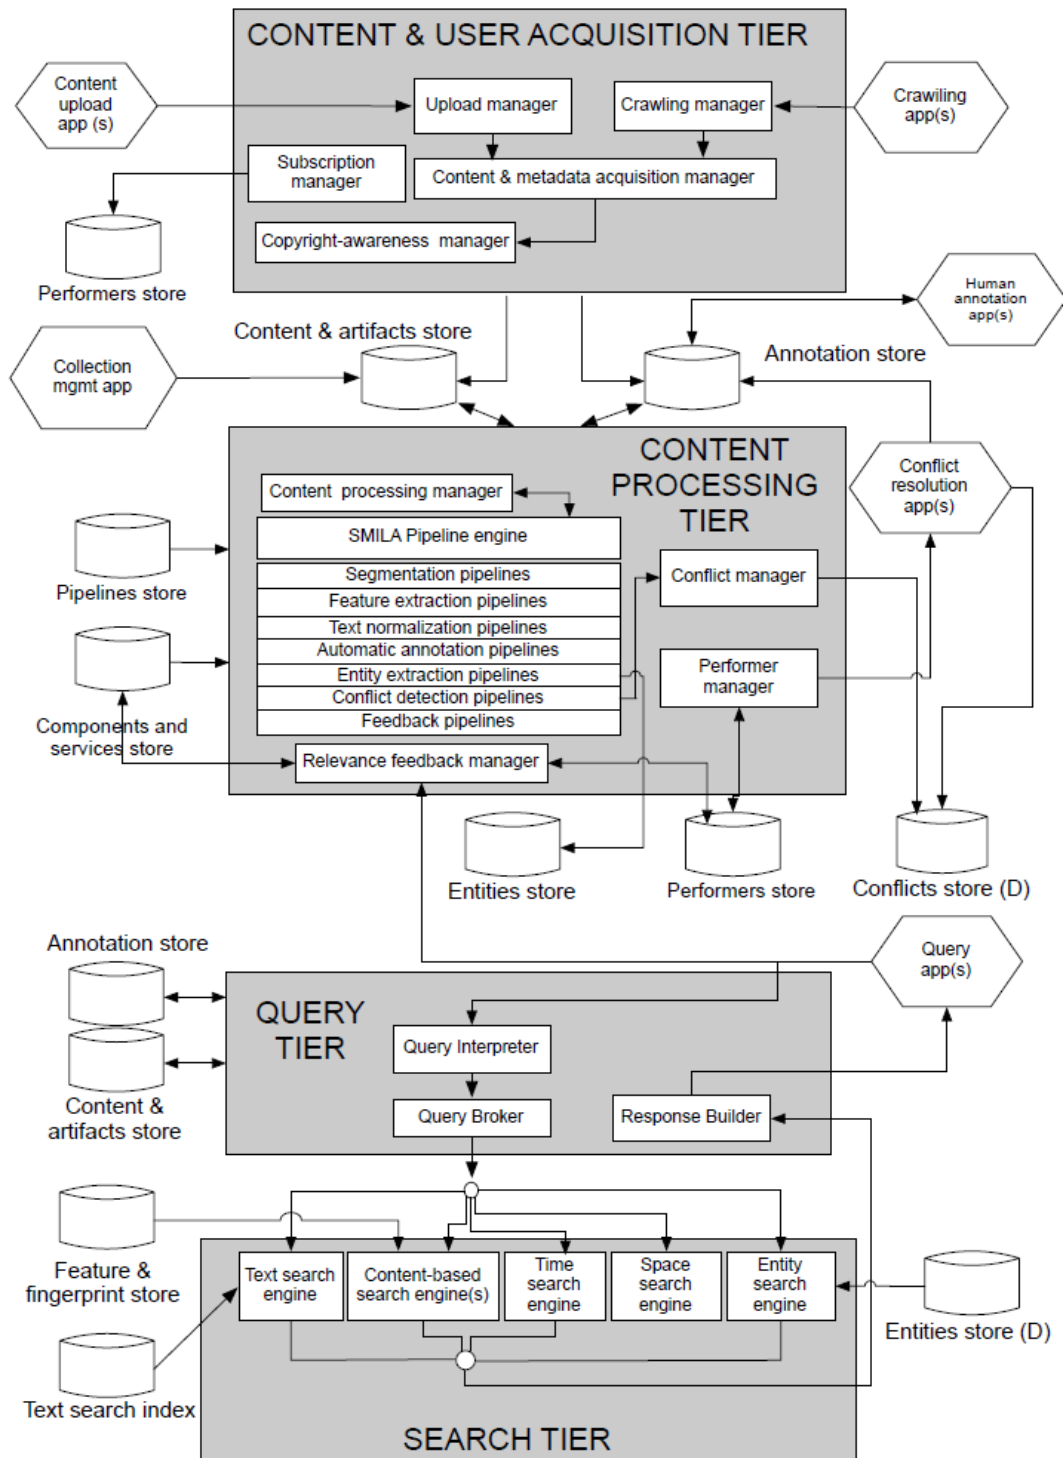 CONTENT & USER ACQUISITION TIER
Content
upload
app (s)
Upload manager
Crawling manager
Crawiling
app(s)
Subscription
manager
Content & metadata acquisition manager
Copyright-awareness manager
Performers store
Human
annotation
app(s)
Content & artifacts store
Annotation store
Collection
mgmt app
CONTENT
PROCESSING
TIER
Content processing manager
Conflict
resolution
app(s)
SMILA Pipeline engine
Pipelines store
Segmentation pipelines
Feature extraction pipelines
Text normalization pipelines
Automatic annotation pipelines
Entity extraction pipelines
Conflict detection pipelines
Feedback pipelines
Conflict manager
Performer
manager
Components and
services store
Relevance feedback manager
Entities store
Performers store
Conflicts store (D)
Annotation store
Query
app(s)
QUERY
TIER
Query Interpreter
Query Broker
Response Builder
Content &
artifacts store
Feature &
fingerprint store
Text search
engine
Content-based
search engine(s)
Time
search
engine
Space
search
engine
Entity
search
engine
Entities store (D)
Text search index
SEARCH TIER